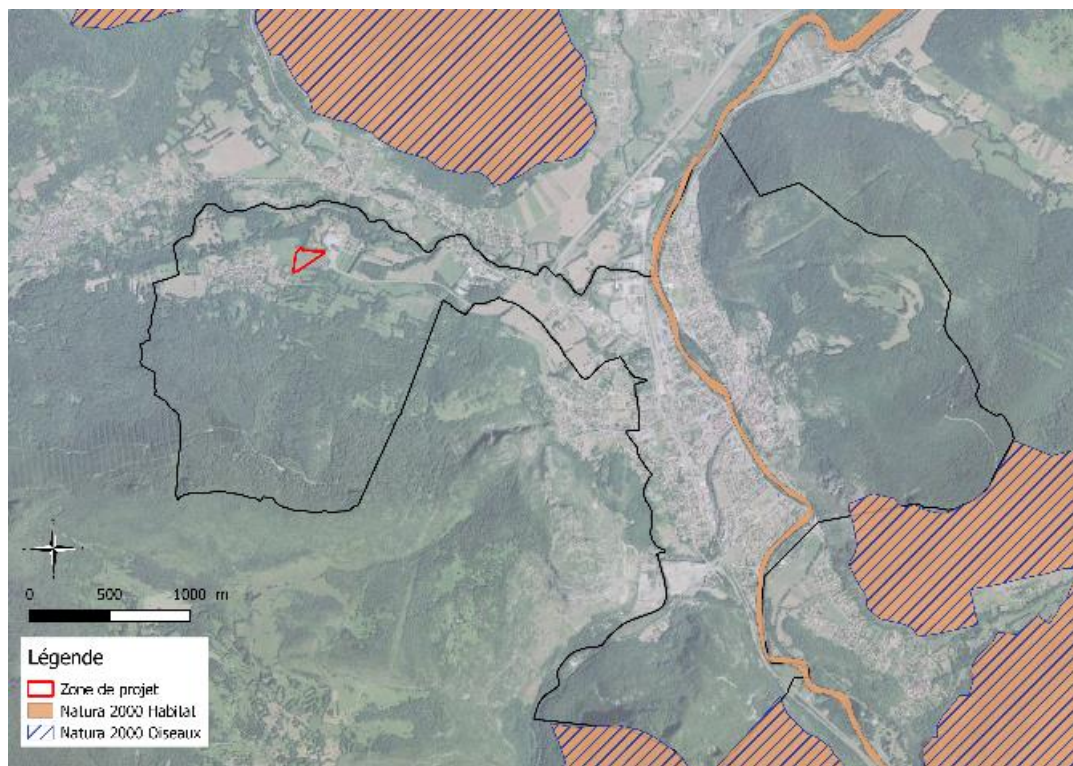 0 500 1000 m
Légende
Zone de projet
Natura 2000 Habitat
Natura 2000 Oiseaux